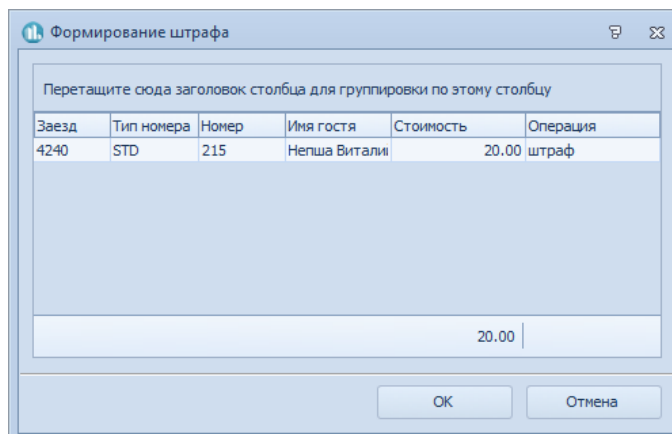 Формирование штрафа
Перетащите сюда заголовок столбца для группировки по этому столбцу
Заезд Тип номера Номер Имя гостя Стоимость Операция
4240 STD 215 Непша Витали 20.00 штраф
20.00
ОК Отмена